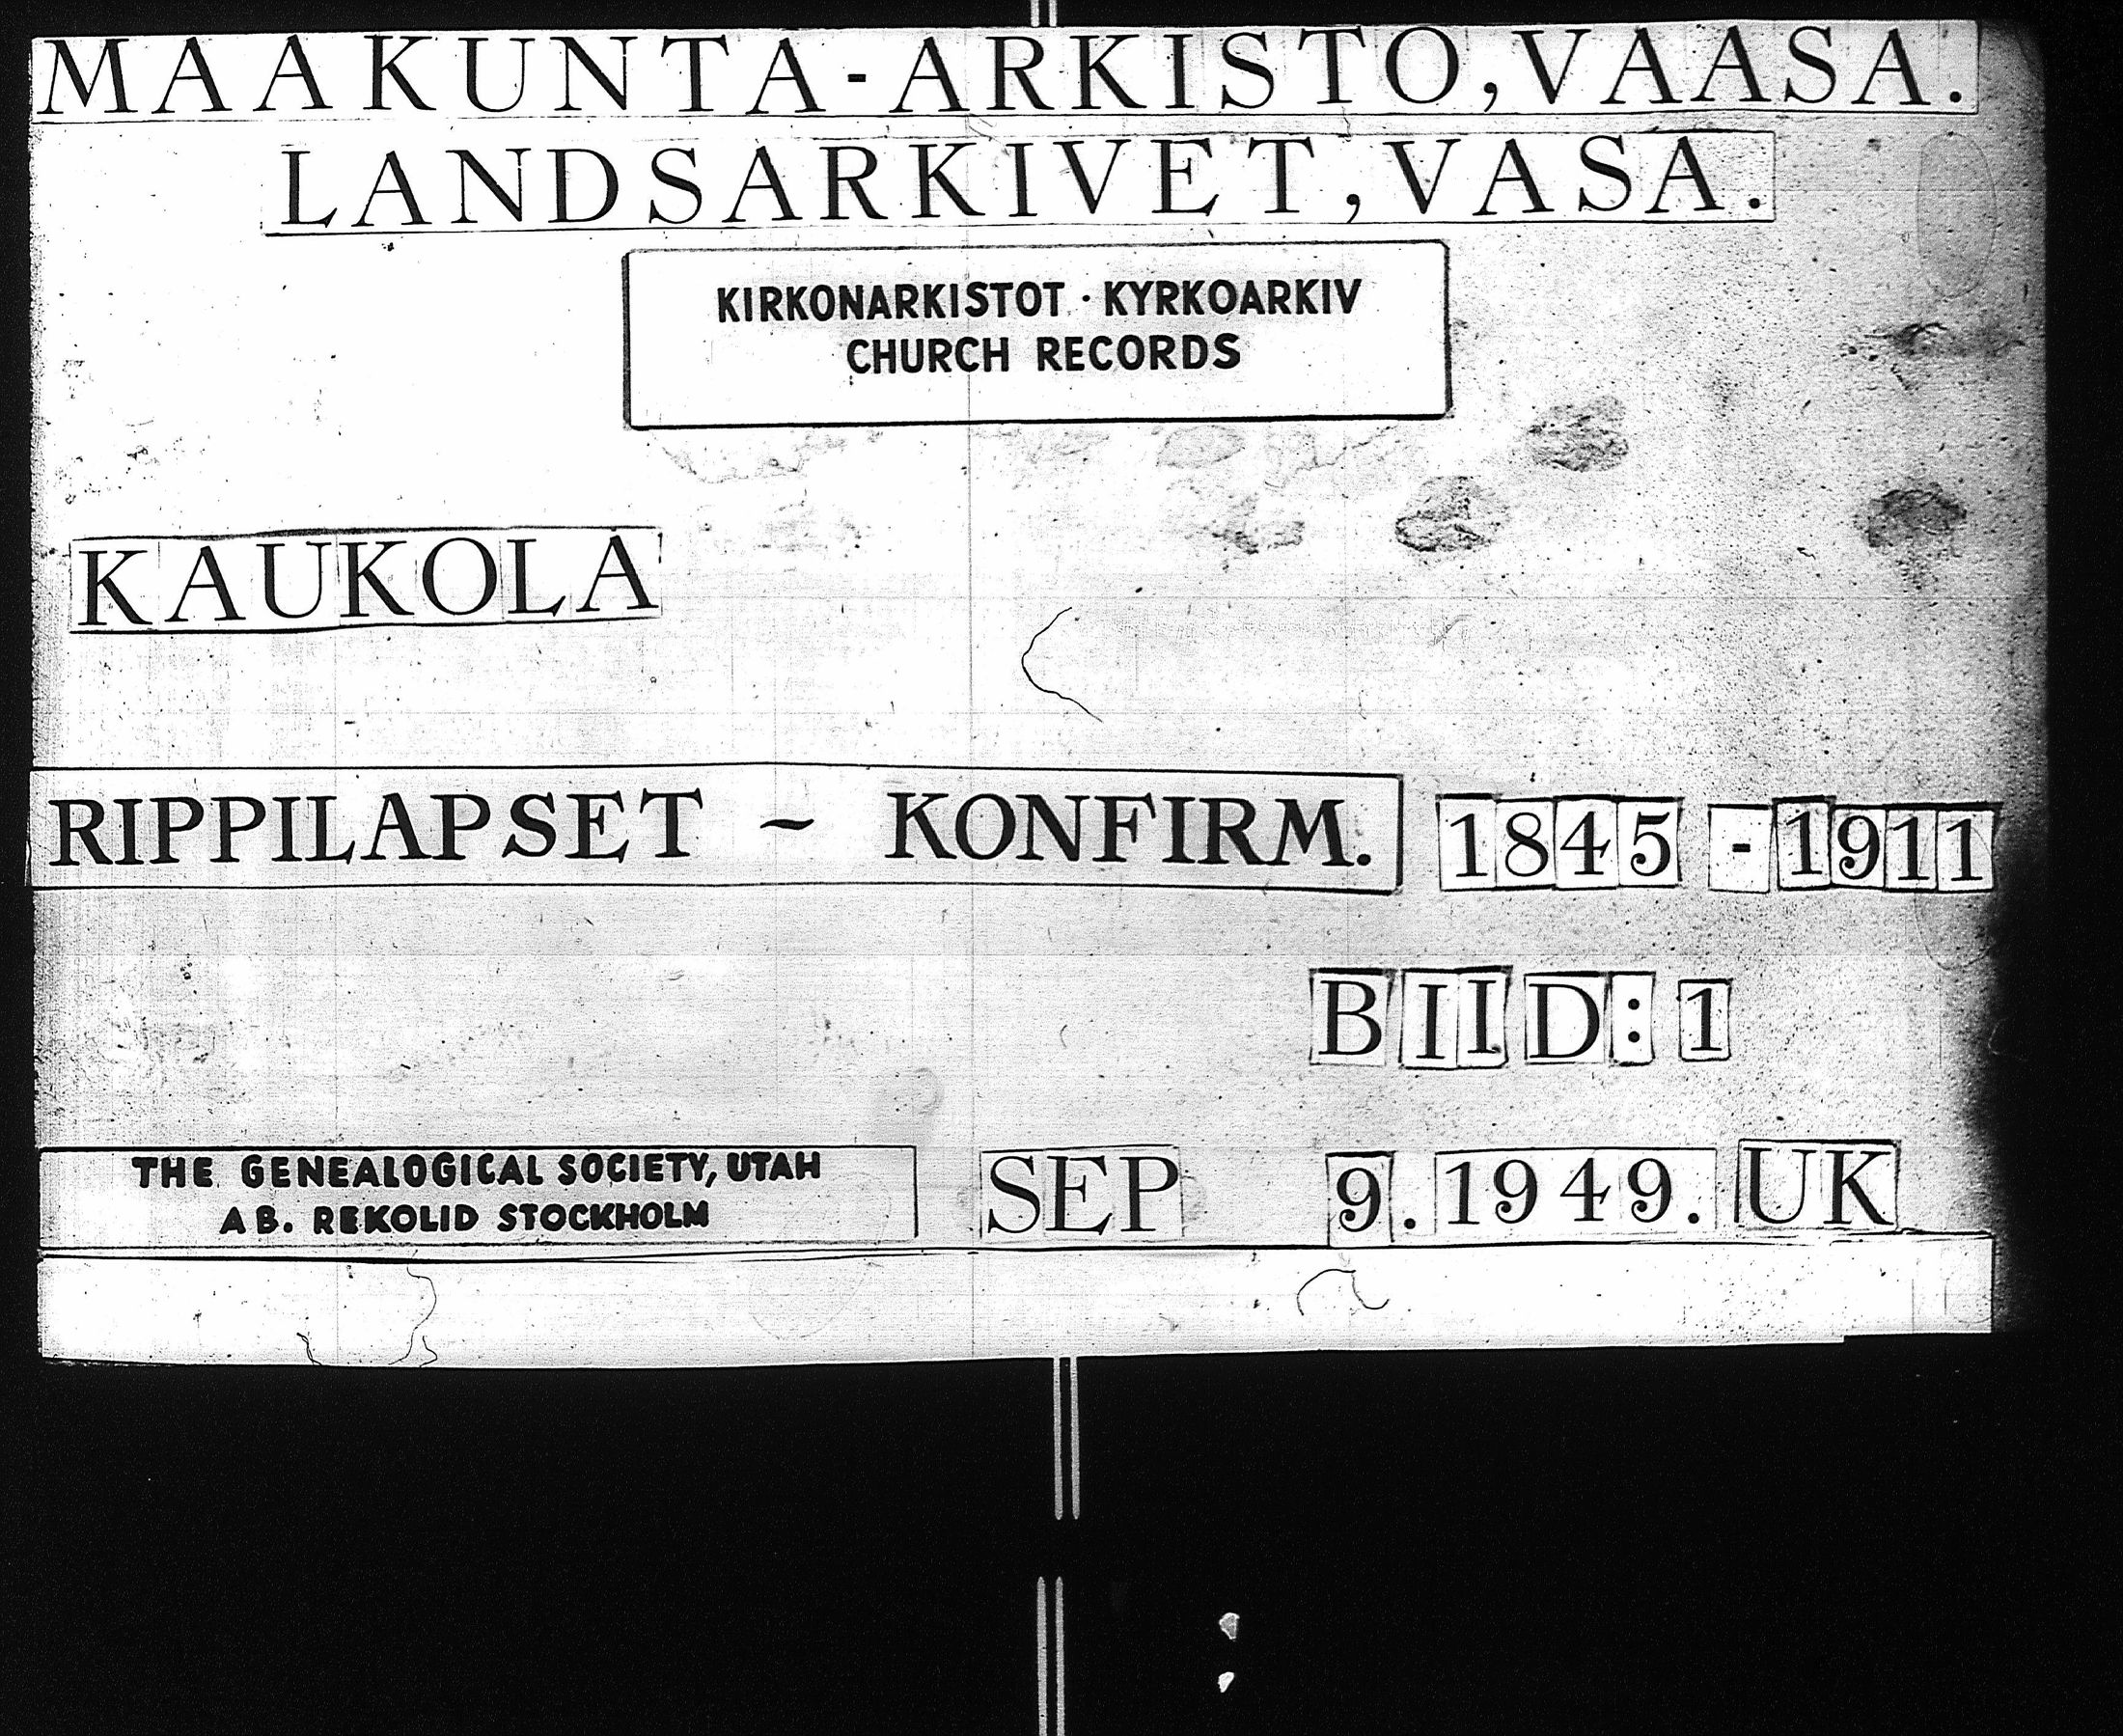 MAAKUNTA-ARKISTO, VAASA.
LANDSARKIVET, VASA.
KIRKONARKISTOT · KYRKOARKIV
CHURCH RECORDS
KAUKOLA
RIPPILAPSET ~ KONFIRM. 1845 - 1911
B II D: 1
THE GENEALOGICAL SOCIETY, UTAH
AB. REKOLID STOCKHOLM
SEP 9. 1949. UK